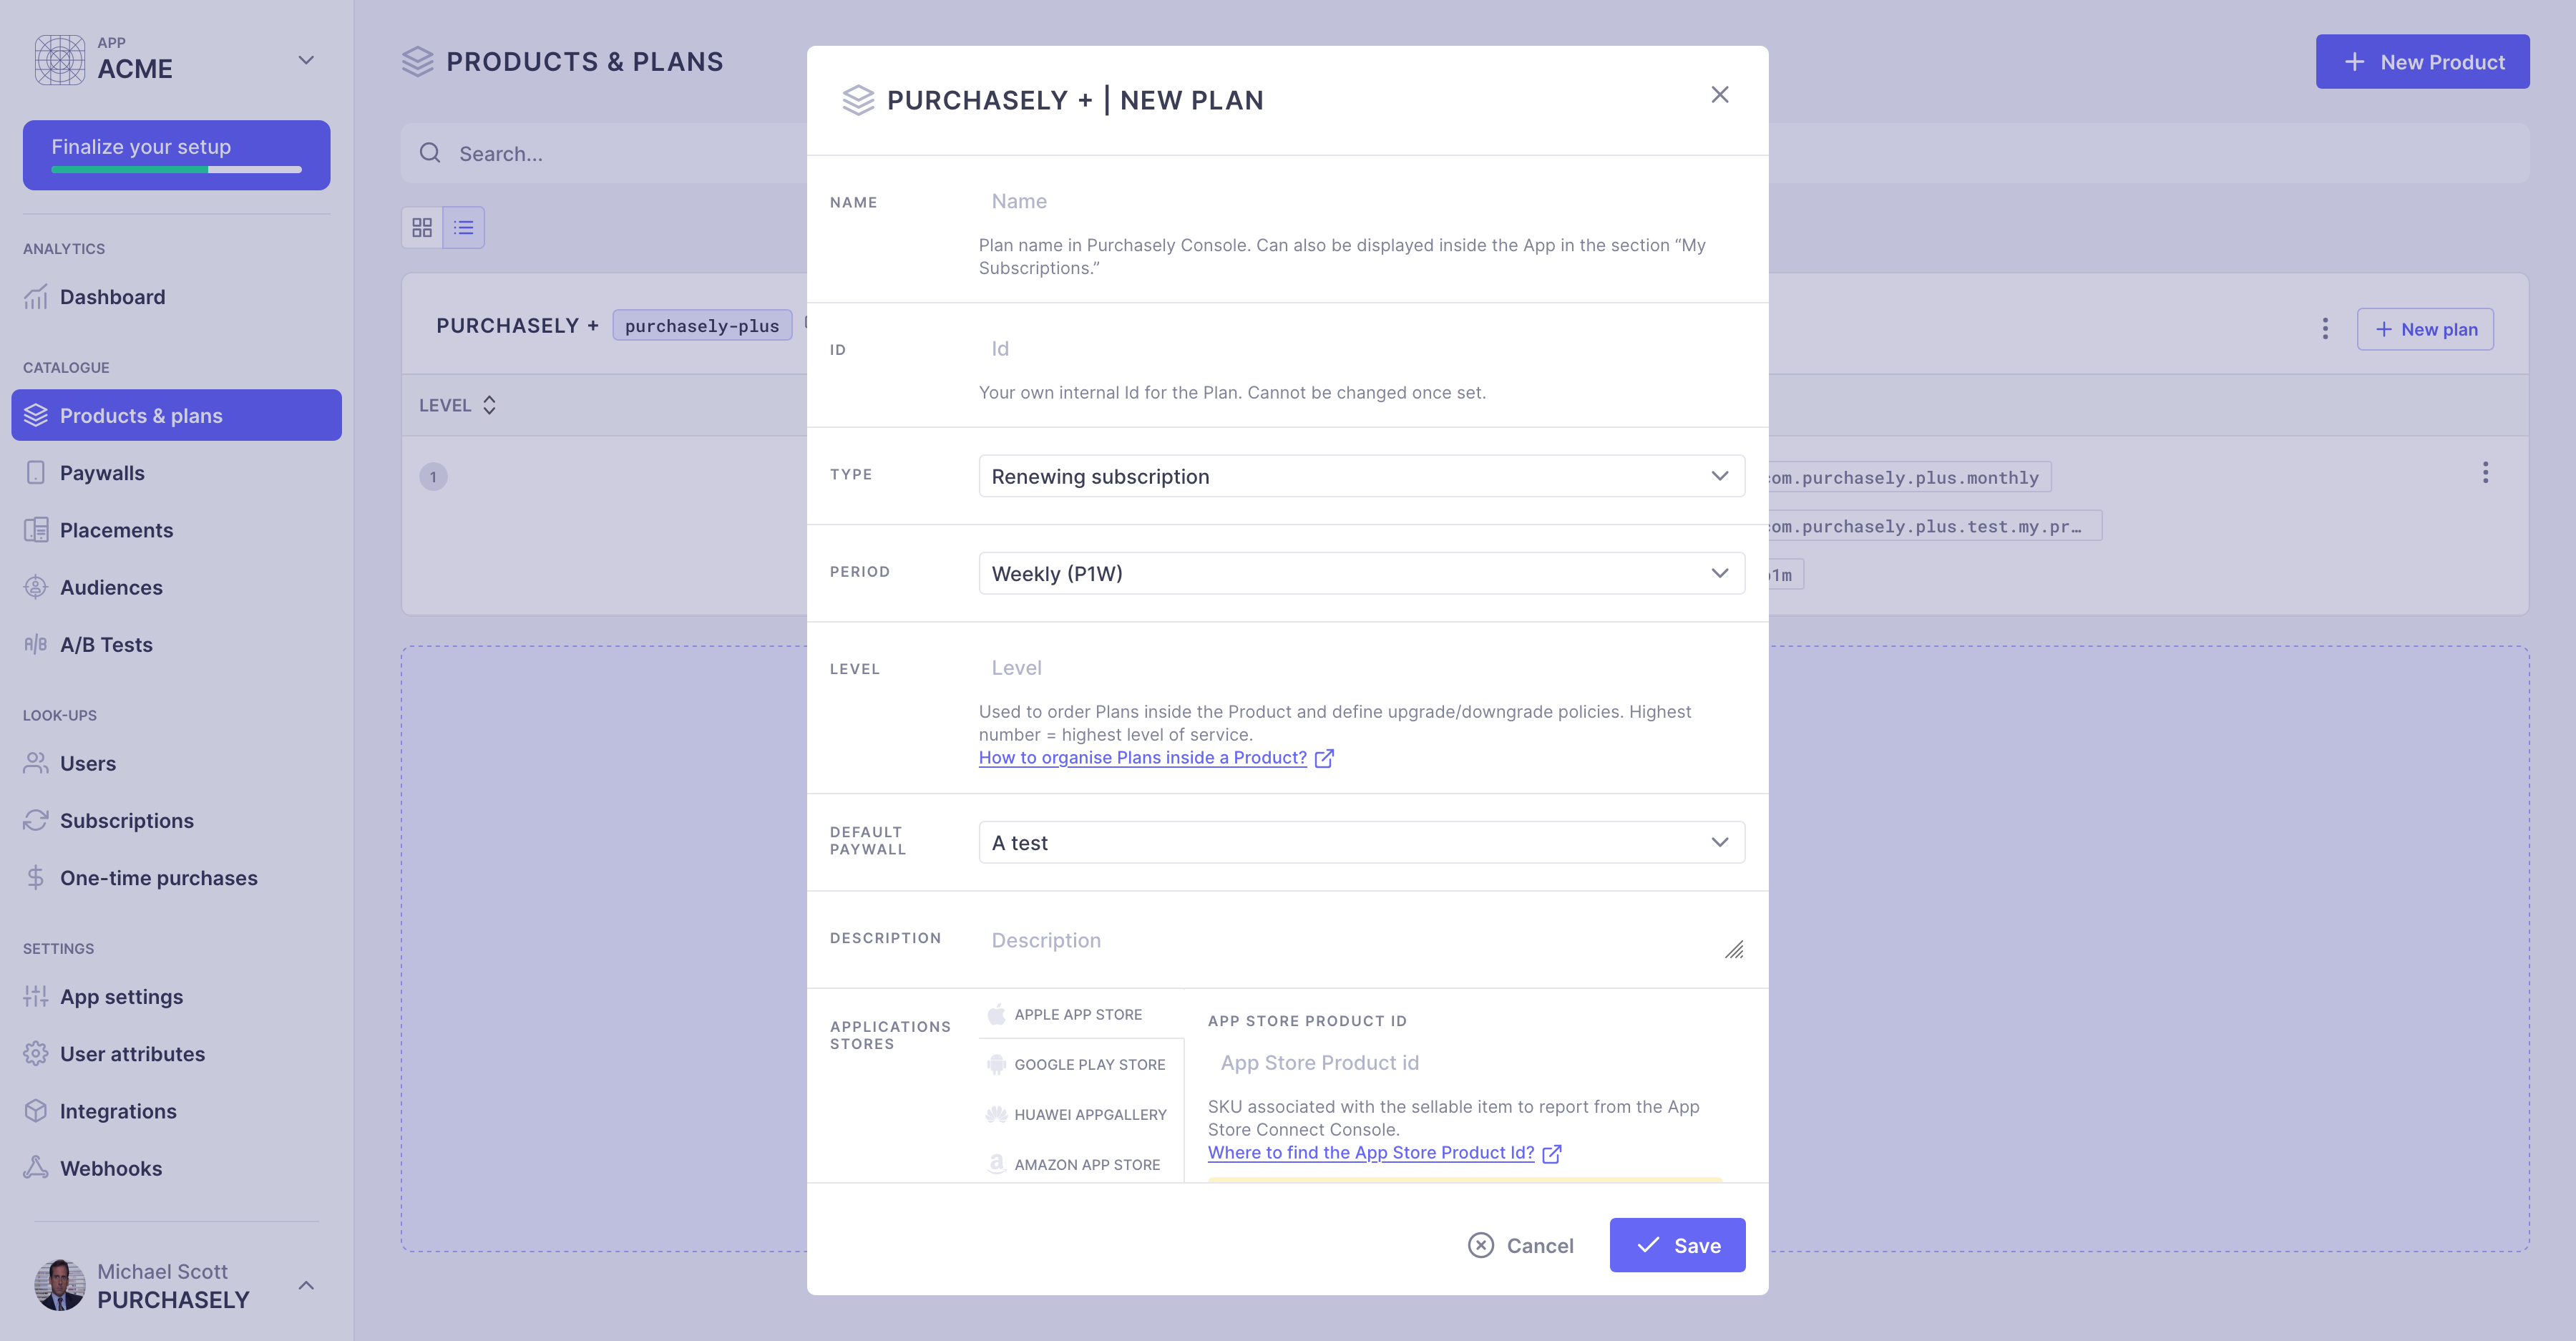 APP
ACME
Finalize your setup
ANALYTICS
Dashboard
CATALOGUE
Products & plans
Paywalls
Placements
Audiences
A/B Tests
LOOK-UPS
Users
Subscriptions
One-time purchases
SETTINGS
App settings
User attributes
Integrations
Webhooks
Michael Scott
PURCHASELY
PRODUCTS & PLANS
New Product
Search...
PURCHASELY +
purchasely-plus
New plan
LEVEL
1
om.purchasely.plus.monthly
om.purchasely.plus.test.my.pr…
1m
PURCHASELY + | NEW PLAN
NAME
Name
Plan name in Purchasely Console. Can also be displayed inside the App in the section “My
Subscriptions.”
ID
Id
Your own internal Id for the Plan. Cannot be changed once set.
TYPE
Renewing subscription
PERIOD
Weekly (P1W)
LEVEL
Level
Used to order Plans inside the Product and define upgrade/downgrade policies. Highest
number = highest level of service.
How to organise Plans inside a Product?
DEFAULT
PAYWALL
A test
DESCRIPTION
Description
APPLICATIONS
STORES
APPLE APP STORE
GOOGLE PLAY STORE
HUAWEI APPGALLERY
AMAZON APP STORE
APP STORE PRODUCT ID
App Store Product id
SKU associated with the sellable item to report from the App
Store Connect Console.
Where to find the App Store Product Id?
Cancel
Save